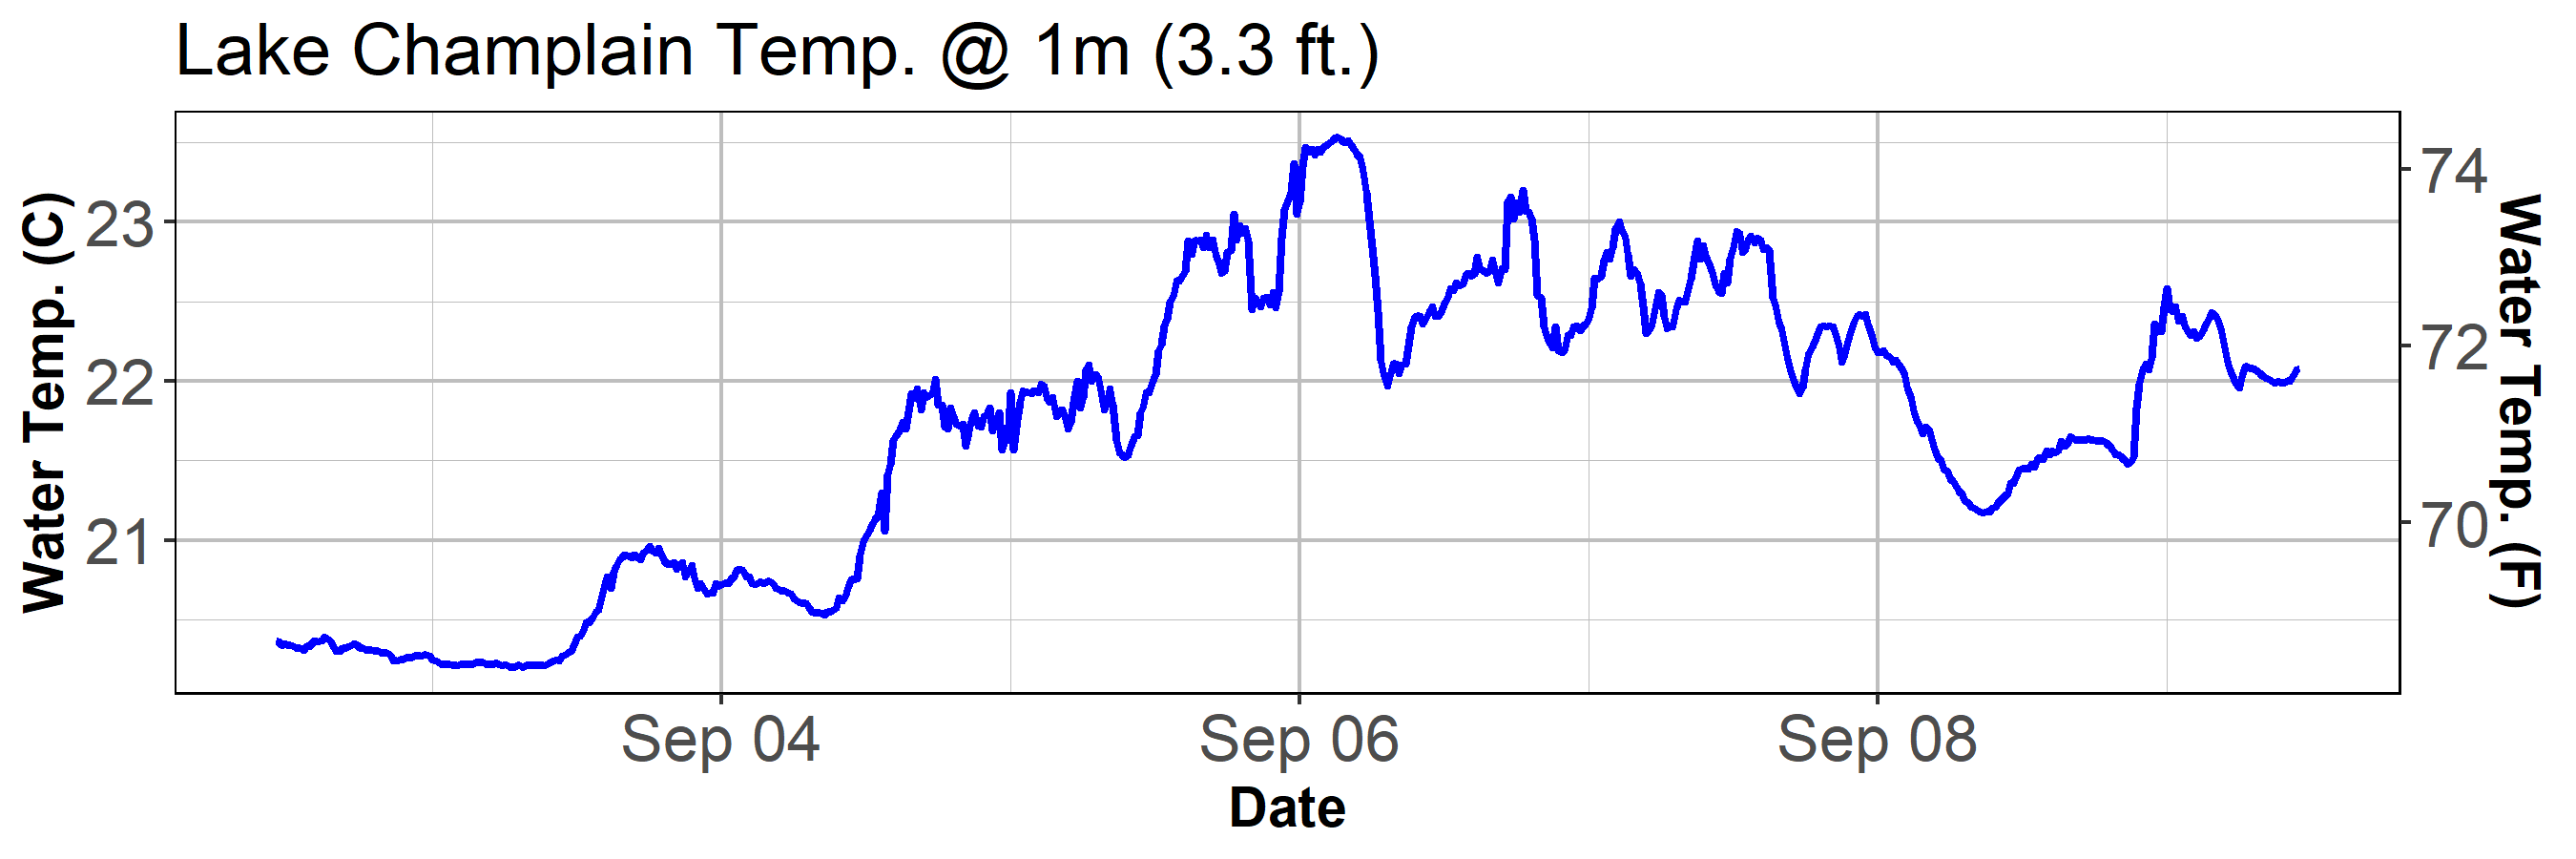 Lake Champlain Temp. @ 1m (3.3 ft.)
Water Temp. (C)
23
22
21
74
72
70
Water Temp. (F)
Sep 04 Sep 06 Sep 08
Date